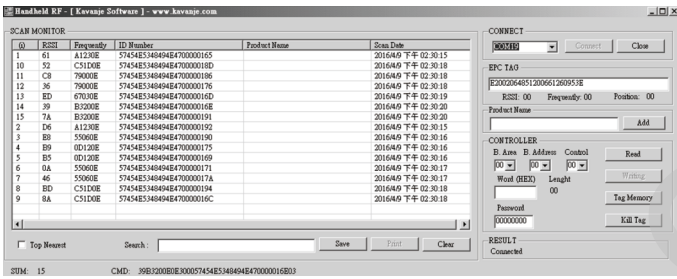 Handheld RF - [ Kavanje Software ] - www.kavanje.com
SCAN MONITOR
(i) RSSI Frequently ID Number Product Name Scan Date
1 61 A1230E 57454E5348494E4700000165 2016/4/9 下午 02:30:15
10 52 C51D0E 57454E5348494E470000018D 2016/4/9 下午 02:30:18
11 C8 79000E 57454E5348494E4700000186 2016/4/9 下午 02:30:18
12 36 79000E 57454E5348494E4700000176 2016/4/9 下午 02:30:18
13 ED 67030E 57454E5348494E470000016D 2016/4/9 下午 02:30:19
14 39 B3200E 57454E5348494E470000016E 2016/4/9 下午 02:30:20
15 7A B3200E 57454E5348494E4700000191 2016/4/9 下午 02:30:20
2 D6 A1230E 57454E5348494E4700000192 2016/4/9 下午 02:30:15
3 E8 55060E 57454E5348494E4700000190 2016/4/9 下午 02:30:16
4 B9 0D120E 57454E5348494E4700000175 2016/4/9 下午 02:30:16
5 B5 0D120E 57454E5348494E4700000169 2016/4/9 下午 02:30:16
6 0A 55060E 57454E5348494E4700000171 2016/4/9 下午 02:30:17
7 46 55060E 57454E5348494E470000017A 2016/4/9 下午 02:30:17
8 BD C51D0E 57454E5348494E4700000194 2016/4/9 下午 02:30:18
9 8A C51D0E 57454E5348494E470000016C 2016/4/9 下午 02:30:18
Top Nearest Search : Save Print Clear
SUM: 15 CMD: 39B3200E0E300057454E5348494E470000016E03
CONNECT
COM19 Connect Close
EPC TAG
E2002064851200661260953E
RSSI: 00 Frequently: 00 Position: 00
Product Name
Add
CONTROLLER
B. Area B. Address Control
00 00 00 Read
Word (HEX) Lenght Writing
00
Tag Memory
Password
00000000 Kill Tag
RESULT
Connected